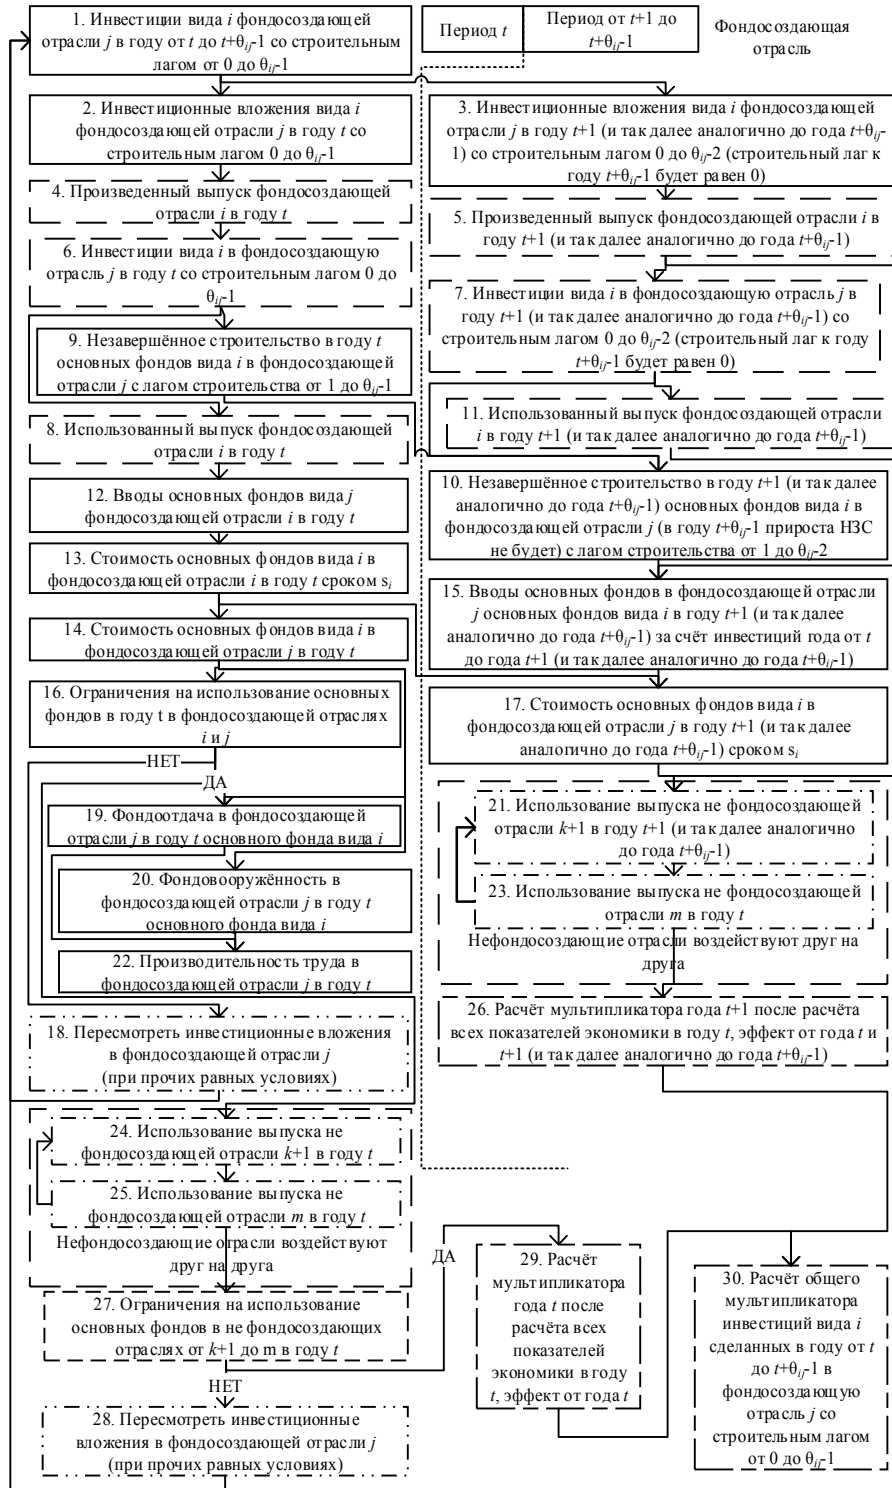 1. Инвестиции вида i фондосоздающей
отрасли j в году от t до t+θij-1 со строительным
лагом от 0 до θij-1
Период t
Период от t+1 до
t+θij-1
Фондосоздающая
отрасль
2. Инвестиционные вложения вида i
фондосоздающей отрасли j в году t со
строительным лагом 0 до θij-1
3. Инвестиционные вложения вида i фондосоздающей
отрасли j в году t+1 (и так далее аналогично до года t+θij-
1) со строительным лагом 0 до θij-2 (строительный лаг к
году t+θij-1 будет равен 0)
4. Произведенный выпуск фондосоздающей
отрасли i в году t
5. Произведенный выпуск фондосоздающей отрасли i в
году t+1 (и так далее аналогично до года t+θij-1)
6. Инвестиции вида i в фондосоздающую
отрасль j в году t со строительным лагом 0 до
θij-1
7. Инвестиции вида i в фондосоздающую отрасль j в
году t+1 (и так далее аналогично до года t+θij-1) со
строительным лагом 0 до θij-2 (строительный лаг к году
t+θij-1 будет равен 0)
9. Незавершённое строительство в году t
основных фондов вида i в фондосоздающей
отрасли j с лагом строительства от 1 до θij-1
11. Использованный выпуск фондосоздающей отрасли
i в году t+1 (и так далее аналогично до года t+θij-1)
8. Использованный выпуск фондосоздающей
отрасли i в году t
10. Незавершённое строительство в году t+1 (и так далее
аналогично до года t+θij-1) основных фондов вида i в
фондосоздающей отрасли j (в году t+θij-1 прироста НЗС
не будет) с лагом строительства от 1 до θij-2
12. Вводы основных фондов вида j
фондосоздающей отрасли i в году t
13. Стоимость основных фондов вида i в
фондосоздающей отрасли i в году t сроком si
15. Вводы основных фондов в фондосоздающей отрасли
j основных фондов вида i в году t+1 (и так далее
аналогично до года t+θij-1) за счёт инвестиций года от t
до года t+1 (и так далее аналогично до года t+θij-1)
14. Стоимость основных фондов вида i в
фондосоздающей отрасли j в году t
16. Ограничения на использование основных
фондов в году t в фондосоздающей отраслях
i и j
17. Стоимость основных фондов вида i в
фондосоздающей отрасли j в году t+1 (и так далее
аналогично до года t+θij-1) сроком si
НЕТ
ДА
19. Фондоотдача в фондосоздающей
отрасли j в году t основного фонда вида i
21. Использование выпуска не фондосоздающей
отрасли k+1 в году t+1 (и так далее аналогично
до года t+θij-1)
20. Фондовооружённость в
фондосоздающей отрасли j в году t
основного фонда вида i
23. Использование выпуска не фондосоздающей
отрасли m в году t
Нефондосоздающие отрасли воздействуют друг на
друга
22. Производительность труда в
фондосоздающей отрасли j в году t
26. Расчёт мультипликатора года t+1 после расчёта
всех показателей экономики в году t, эффект от года t и
t+1 (и так далее аналогично до года t+θij-1)
18. Пересмотреть инвестиционные вложения
в фондосоздающей отрасли j
(при прочих равных условиях)
24. Использование выпуска не
фондосоздающей отрасли k+1 в году t
25. Использование выпуска не
фондосоздающей отрасли m в году t
Нефондосоздающие отрасли воздействуют
друг на друга
ДА
29. Расчёт
мультипликатора
года t после
расчёта всех
показателей
экономики в году
t, эффект от года t
30. Расчёт общего
мультипликатора
инвестиций вида i
сделанных в году от t
до t+θij-1 в
фондосоздающую
отрасль j со
строительным лагом
от 0 до θij-1
27. Ограничения на использование
основных фондов в не фондосоздающих
отраслях от k+1 до m в году t
НЕТ
28. Пересмотреть инвестиционные
вложения в фондосоздающей отрасли j
(при прочих равных условиях)